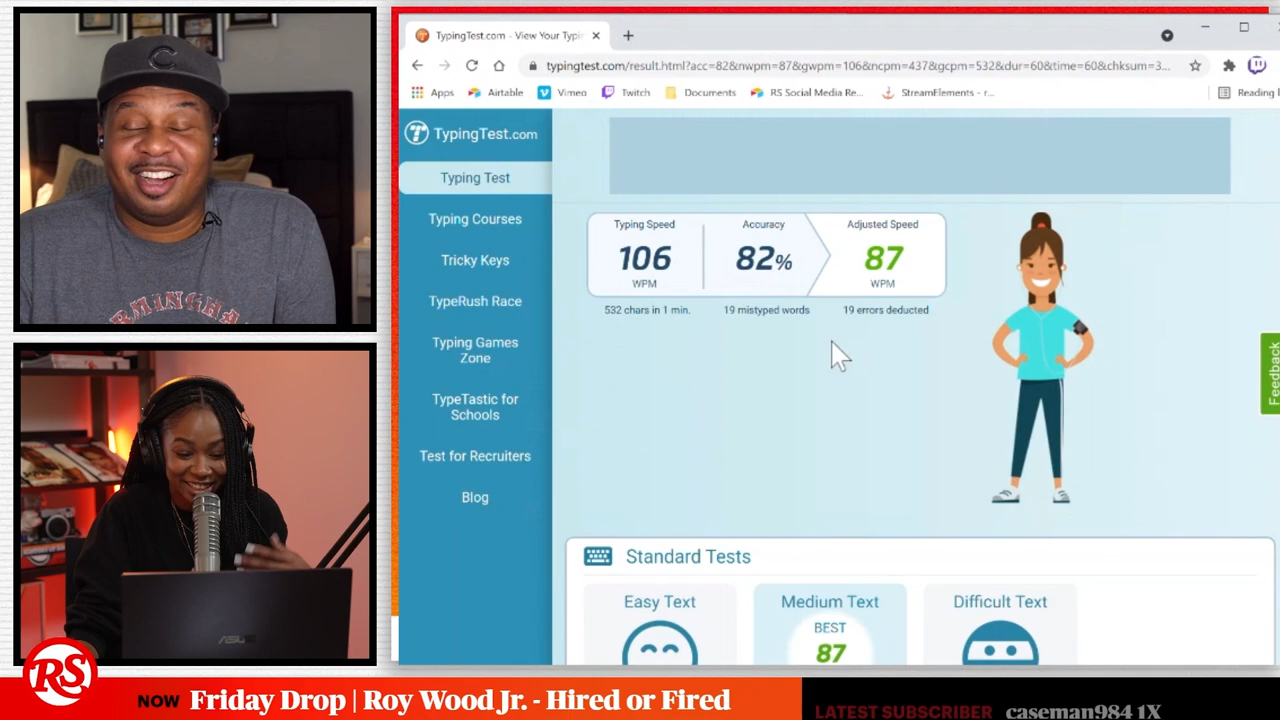 TypingTest.com - View Your Typin
typingtest.com/result.html?acc=82&nwpm=87&gwpm=106&ncpm=437&gcpm=532&dur=60&time=60&chksum=3...
Apps Airtable Vimeo Twitch Documents RS Social Media Re... StreamElements - r... Reading
TypingTest.com
Typing Test
Typing Courses
Tricky Keys
TypeRush Race
Typing Games
Zone
TypeTastic for
Schools
Test for Recruiters
Blog
Typing Speed
106
WPM
532 chars in 1 min.
Accuracy
82%
19 mistyped words
Adjusted Speed
87
WPM
19 errors deducted
Feedback
Standard Tests
Easy Text
Medium Text
BEST
87
Difficult Text
C
RMINGHA
ASUS
RS
NOW Friday Drop | Roy Wood Jr. - Hired or Fired
LATEST SUBSCRIBER caseman984 1X